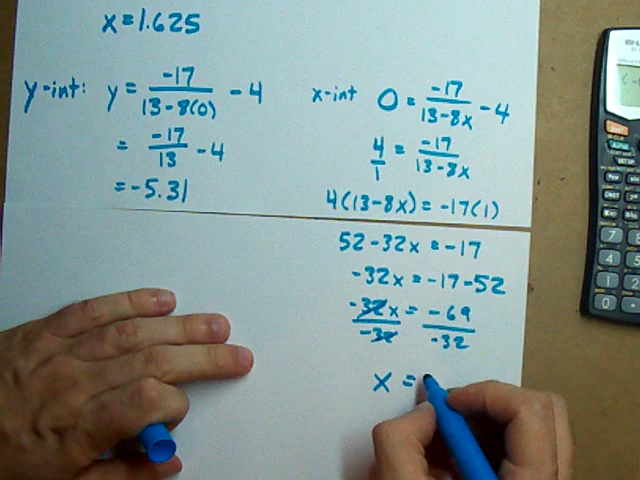 x=1.625
y-int: y = -17/(13-8(0)) - 4
= -17/13 - 4
= -5.31
x-int 0 = -17/(13-8x) - 4
4/1 = -17/(13-8x)
4(13-8x) = -17(1)
52-32x = -17
-32x = -17-52
-32x/-32 = -69/-32
x =